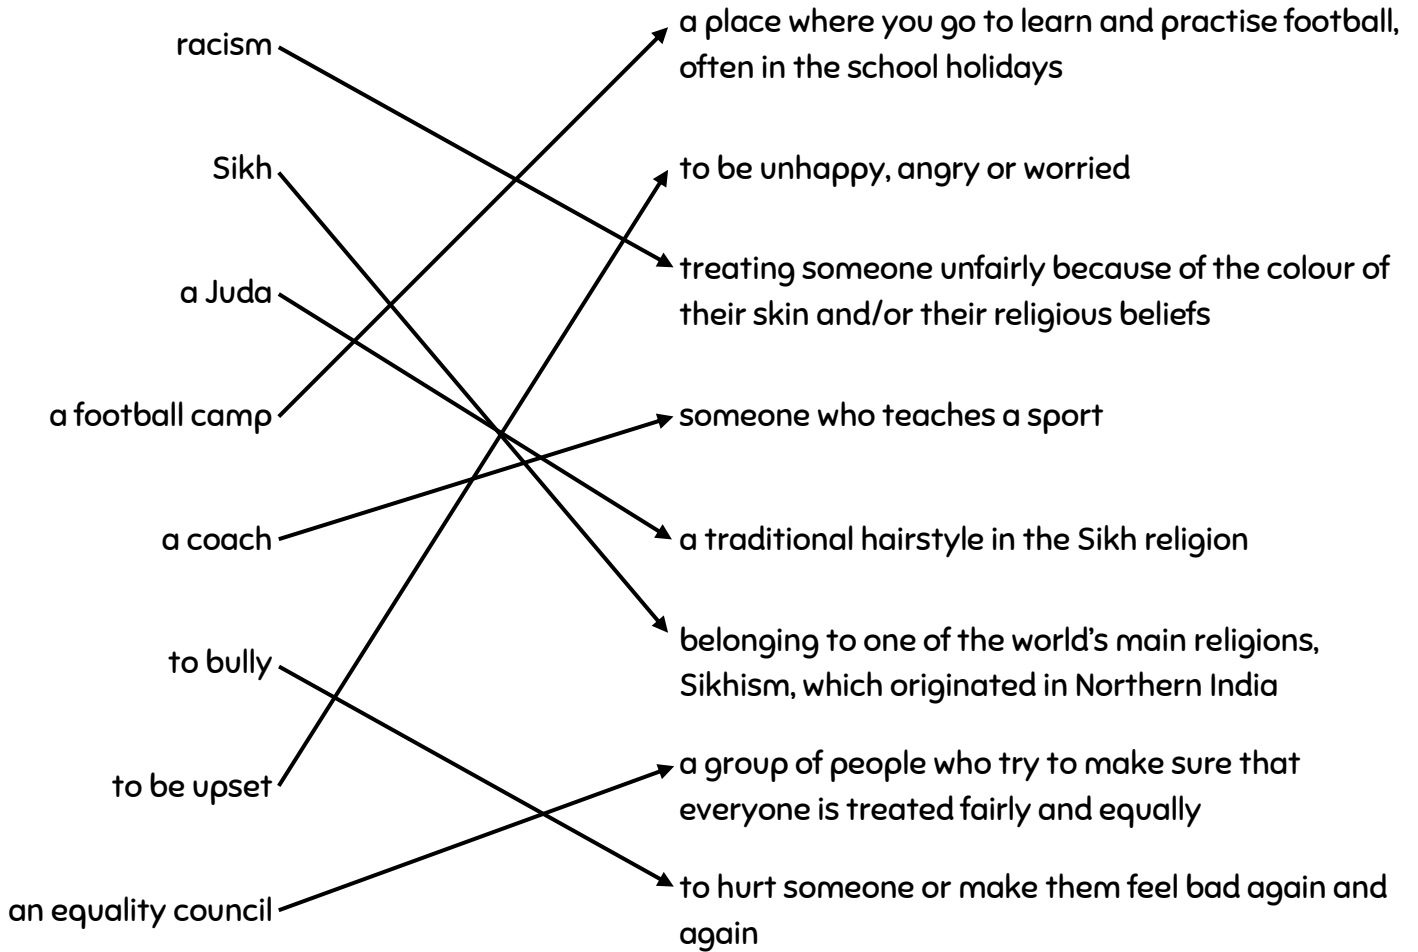 racism
Sikh
a Juda
a football camp
a coach
to bully
to be upset
an equality council
a place where you go to learn and practise football,
often in the school holidays
to be unhappy, angry or worried
treating someone unfairly because of the colour of
their skin and/or their religious beliefs
someone who teaches a sport
a traditional hairstyle in the Sikh religion
belonging to one of the world's main religions,
Sikhism, which originated in Northern India
a group of people who try to make sure that
everyone is treated fairly and equally
to hurt someone or make them feel bad again and
again